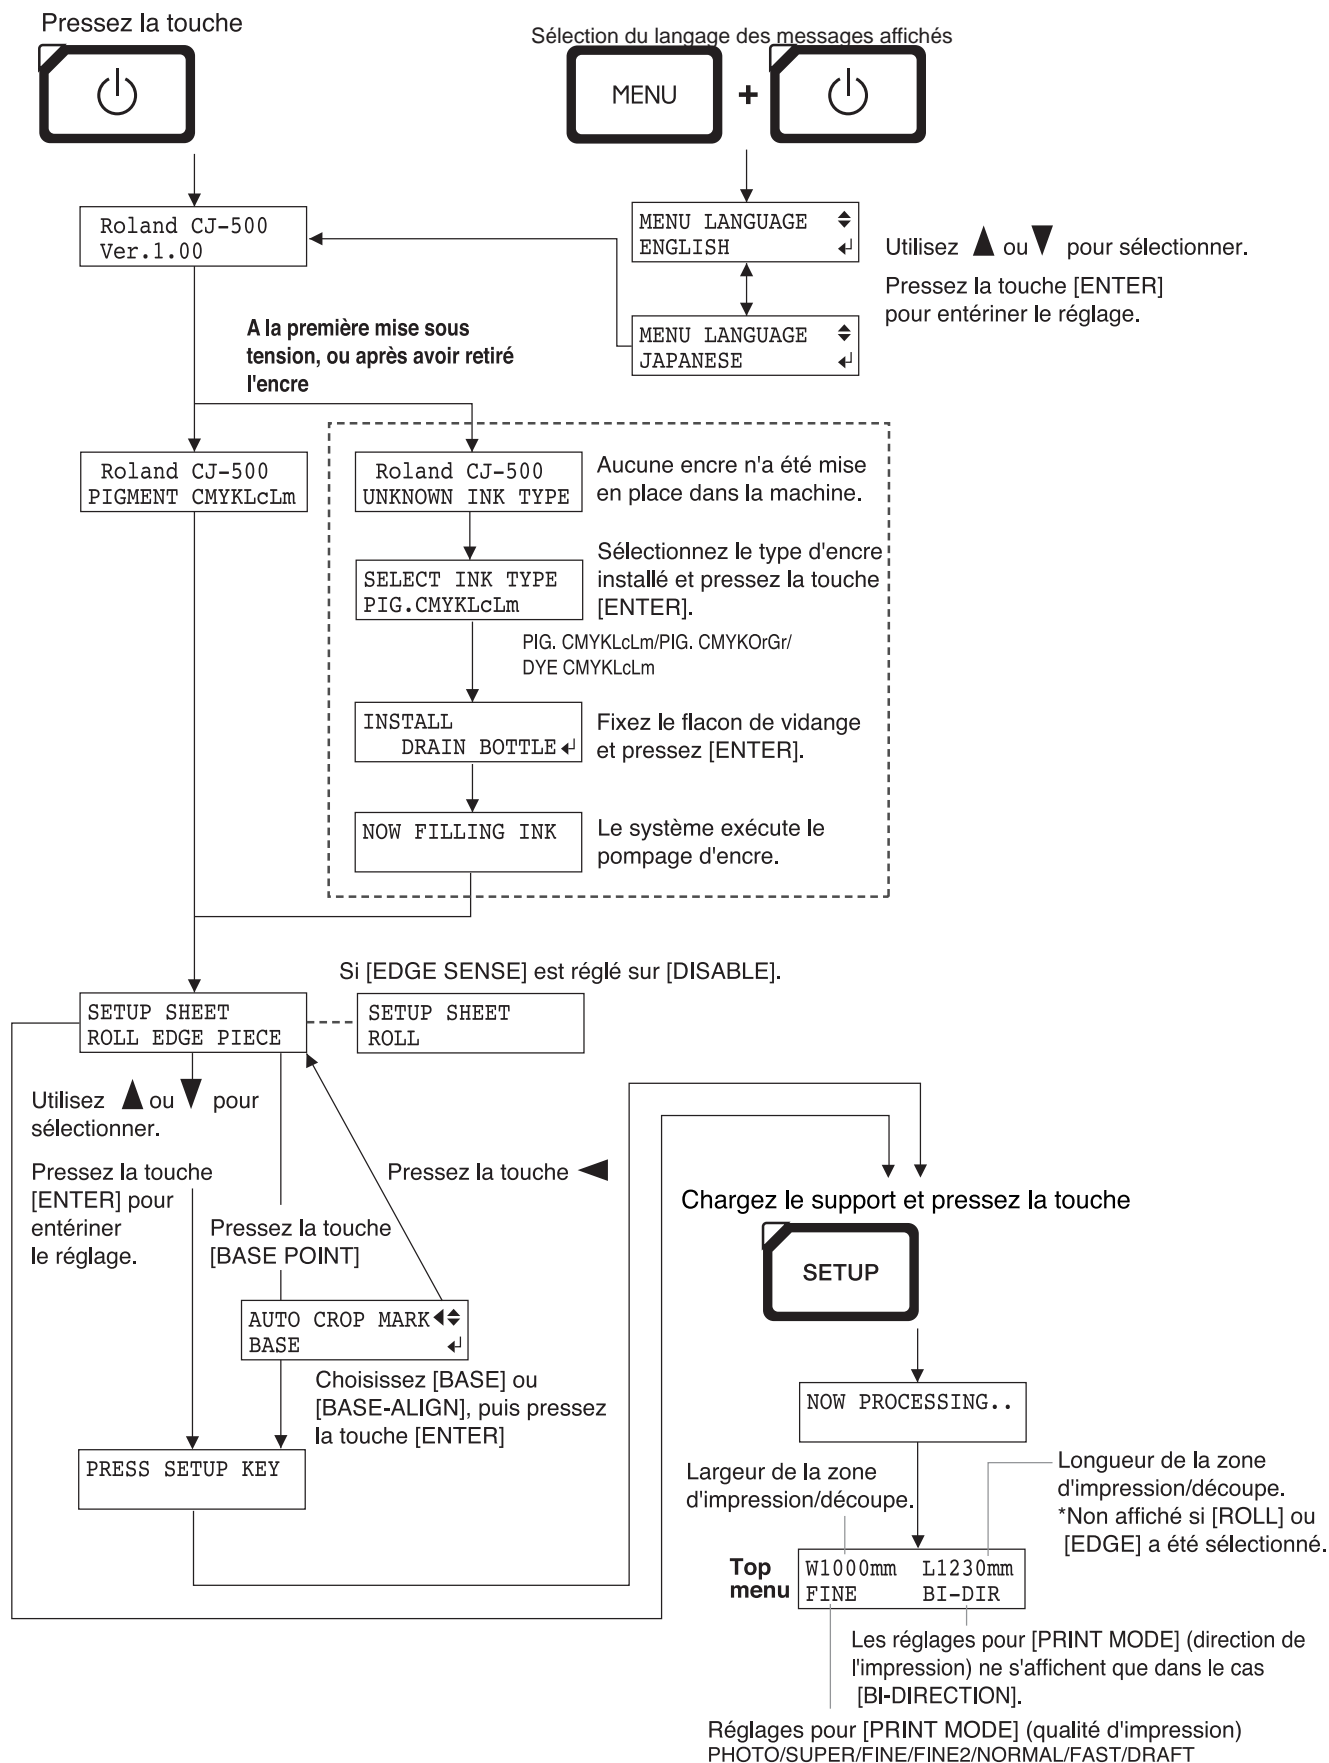 Pressez la touche
Sélection du langage des messages affichés
MENU
+
Roland CJ-500
Ver.1.00
MENU LANGUAGE
ENGLISH
Utilisez ▲ ou ▼ pour sélectionner.
Pressez la touche [ENTER]
pour entériner le réglage.
MENU LANGUAGE
JAPANESE
A la première mise sous
tension, ou après avoir retiré
l'encre
Roland CJ-500
PIGMENT CMYKLcLm
Roland CJ-500
UNKNOWN INK TYPE
Aucune encre n'a été mise
en place dans la machine.
SELECT INK TYPE
PIG.CMYKLcLm
Sélectionnez le type d'encre
installé et pressez la touche
[ENTER].
PIG. CMYKLcLm/PIG. CMYKOrGr/
DYE CMYKLcLm
INSTALL
DRAIN BOTTLE
Fixez le flacon de vidange
et pressez [ENTER].
NOW FILLING INK
Le système exécute le
pompage d'encre.
Si [EDGE SENSE] est réglé sur [DISABLE].
SETUP SHEET
ROLL EDGE PIECE
SETUP SHEET
ROLL
Utilisez ▲ ou ▼ pour
sélectionner.
Pressez la touche
[ENTER] pour
entériner
le réglage.
Pressez la touche
[BASE POINT]
Pressez la touche ◀
AUTO CROP MARK
BASE
Choisissez [BASE] ou
[BASE-ALIGN], puis pressez
la touche [ENTER]
PRESS SETUP KEY
Chargez le support et pressez la touche
SETUP
NOW PROCESSING..
Largeur de la zone
d'impression/découpe.
Longueur de la zone
d'impression/découpe.
*Non affiché si [ROLL] ou
[EDGE] a été sélectionné.
Top
menu
W1000mm L1230mm
FINE BI-DIR
Les réglages pour [PRINT MODE] (direction de
l'impression) ne s'affichent que dans le cas
[BI-DIRECTION].
Réglages pour [PRINT MODE] (qualité d'impression)
PHOTO/SUPER/FINE/FINE2/NORMAL/FAST/DRAFT